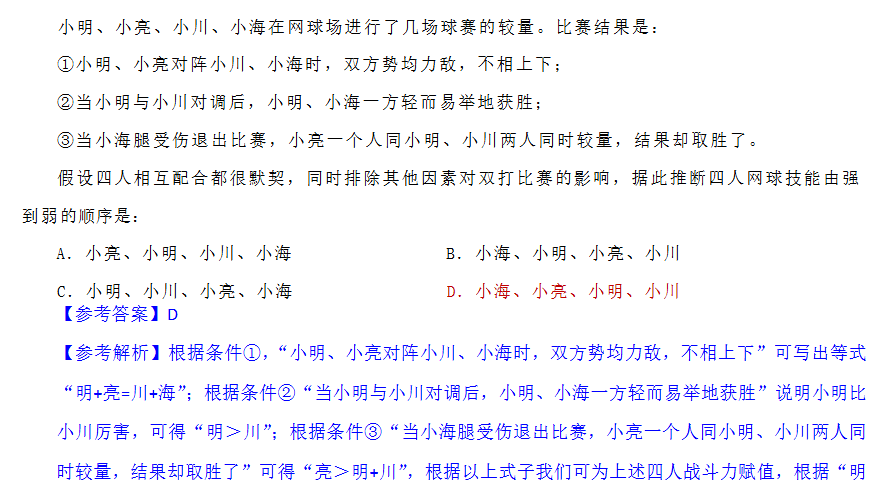 小明、小亮、小川、小海在网球场进行了几场球赛的较量。比赛结果是：
①小明、小亮对阵小川、小海时，双方势均力敌，不相上下；
②当小明与小川对调后，小明、小海一方轻而易举地获胜；
③当小海腿受伤退出比赛，小亮一个人同小明、小川两人同时较量，结果却取胜了。
假设四人相互配合都很默契，同时排除其他因素对双打比赛的影响，据此推断四人网球技能由强
到弱的顺序是：
A. 小亮、小明、小川、小海 B. 小海、小明、小亮、小川
C. 小明、小川、小亮、小海 D. 小海、小亮、小明、小川
【参考答案】D
【参考解析】根据条件①，“小明、小亮对阵小川、小海时，双方势均力敌，不相上下”可写出等式
“明+亮=川+海”；根据条件②“当小明与小川对调后，小明、小海一方轻而易举地获胜”说明小明比
小川厉害，可得“明＞川”；根据条件③“当小海腿受伤退出比赛，小亮一个人同小明、小川两人同
时较量，结果却取胜了”可得“亮＞明+川”，根据以上式子我们可为上述四人战斗力赋值，根据“明